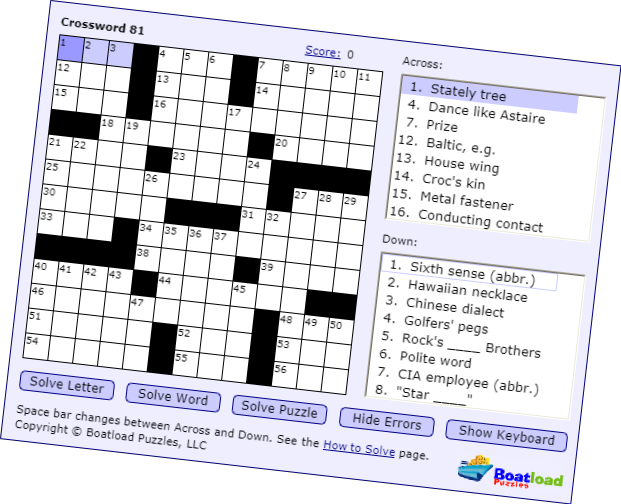 Crossword 81
Score: 0
1 2 3 4 5 6 7 8 9 10 11
12 13 14
15 16 17
18 19 20
21 22 23 24
25 26 27 28 29
30 31 32
33 34 35 36 37
38 39
40 41 42 43 44 45
46 47 48 49 50
51 52 53
54 55 56
Across:
1. Stately tree
4. Dance like Astaire
7. Prize
12. Baltic, e.g.
13. House wing
14. Croc's kin
15. Metal fastener
16. Conducting contact
Down:
1. Sixth sense (abbr.)
2. Hawaiian necklace
3. Chinese dialect
4. Golfers' pegs
5. Rock's ____ Brothers
6. Polite word
7. CIA employee (abbr.)
8. "Star ____"
Solve Letter
Solve Word
Solve Puzzle
Hide Errors
Show Keyboard
Space bar changes between Across and Down. See the How to Solve page.
Copyright © Boatload Puzzles, LLC
Boatload
Puzzles